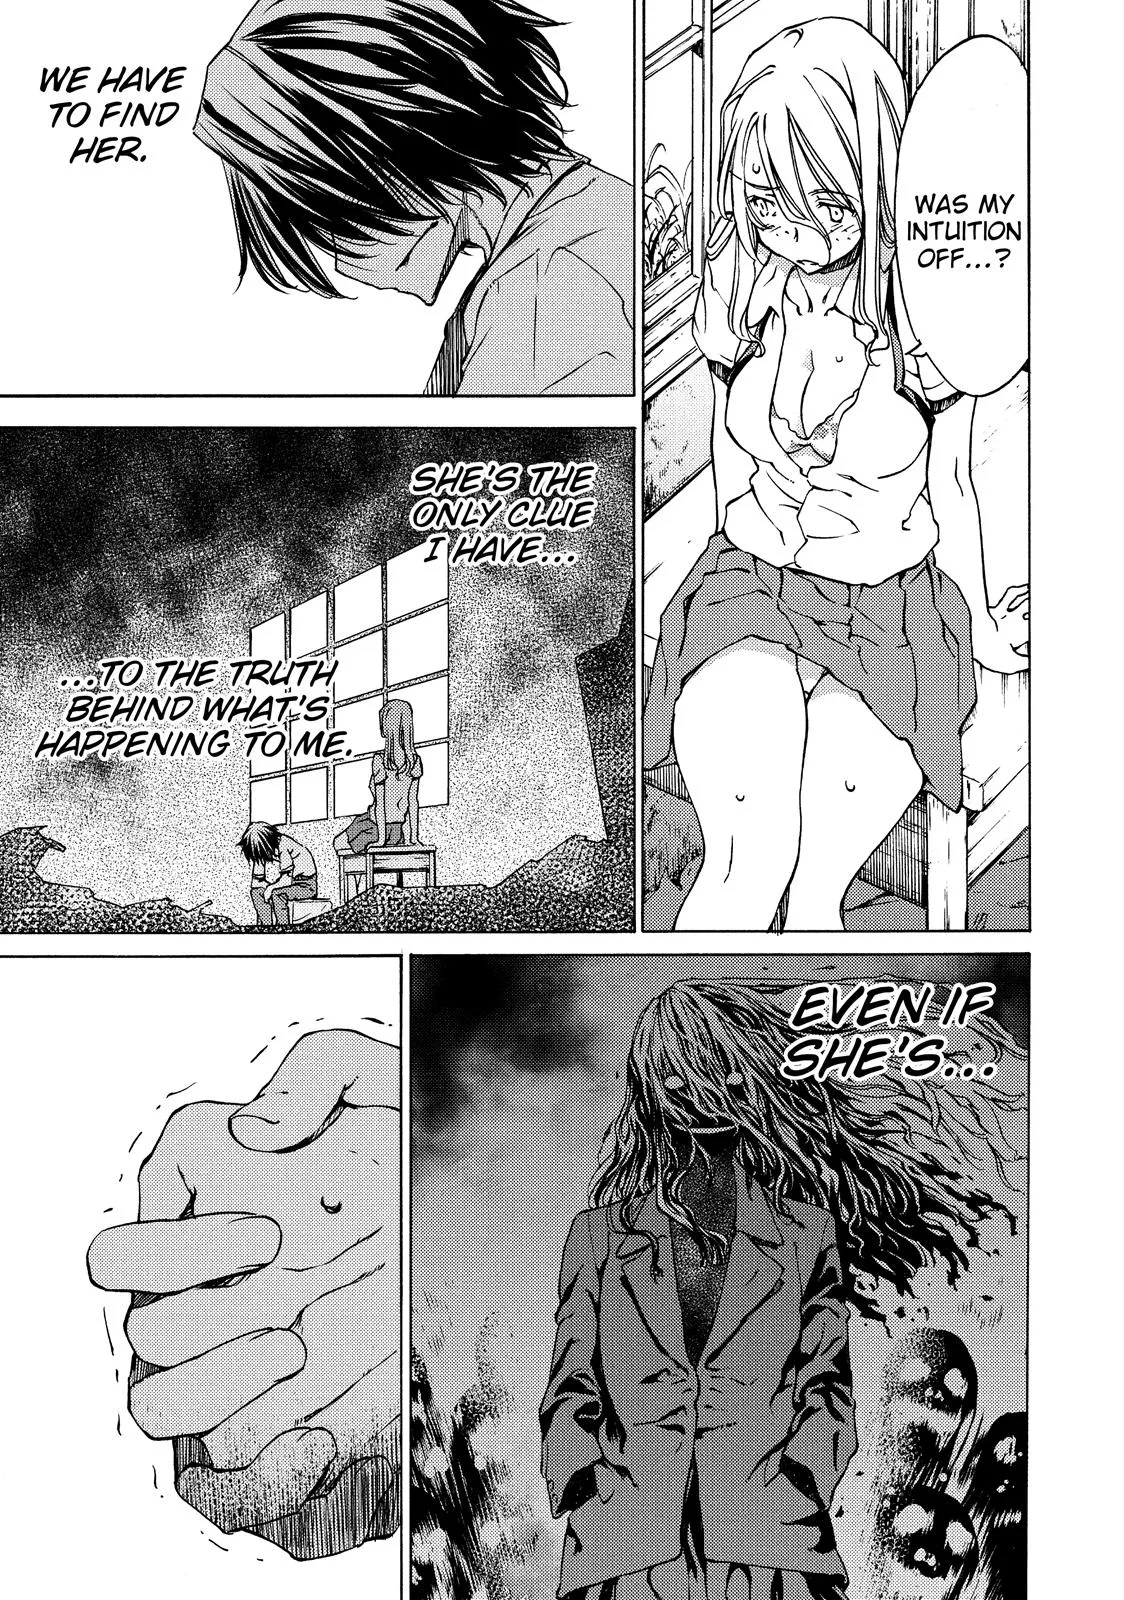 WAS MY
INTUITION
OFF...?
WE HAVE
TO FIND
HER.
SHE'S THE
ONLY CLUE
I HAVE...
...TO THE TRUTH
BEHIND WHAT'S
HAPPENING TO ME.
EVEN IF
SHE'S...